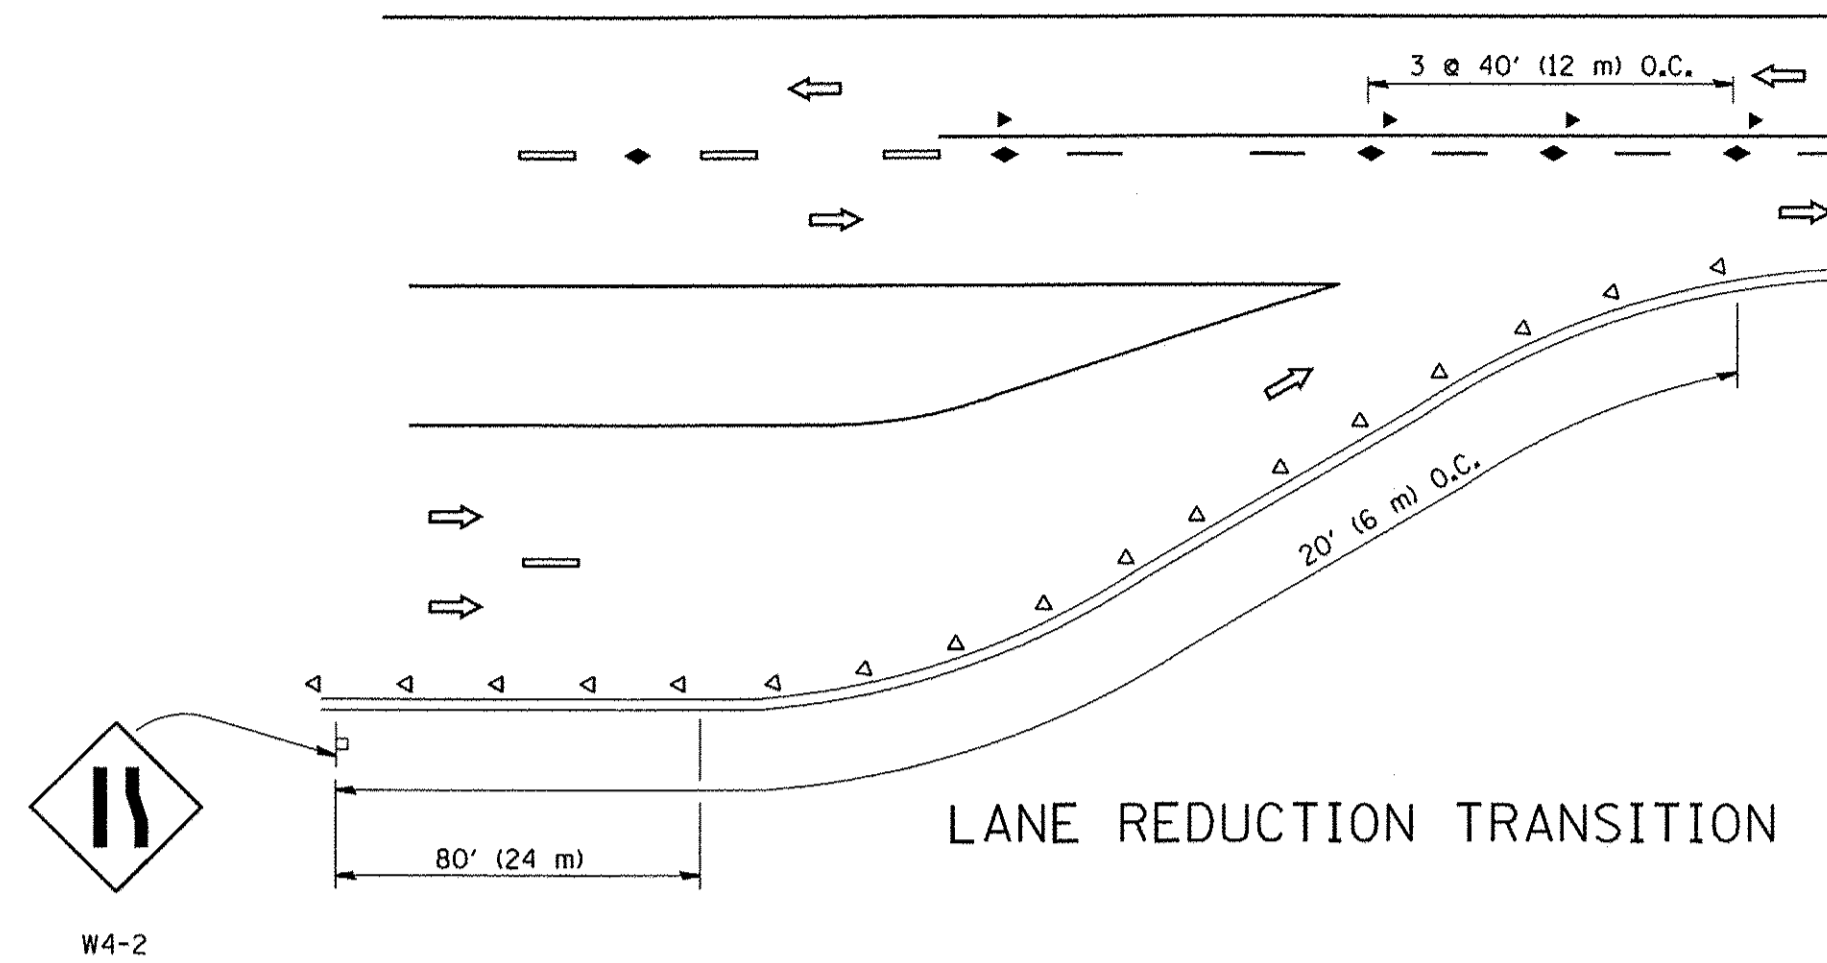 3 @ 40' (12 m) O.C.
20' (6 m) O.C.
LANE REDUCTION TRANSITION
80' (24 m)
W4-2